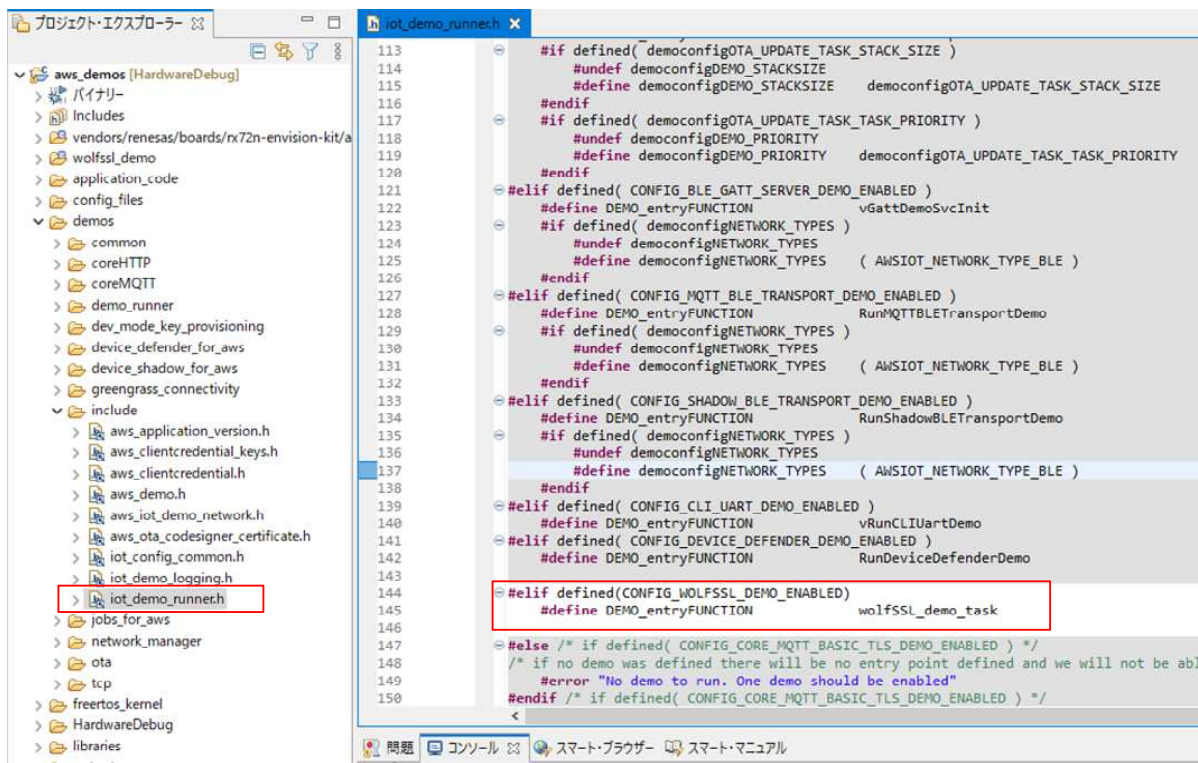 プロジェクト・エクスプローラー
aws_demos [HardwareDebug]
バイナリー
Includes
vendors/renesas/boards/rx72n-envision-kit/a
wolfssl_demo
application_code
config_files
demos
common
coreHTTP
coreMQTT
demo_runner
dev_mode_key_provisioning
device_defender_for_aws
device_shadow_for_aws
greengrass_connectivity
include
aws_application_version.h
aws_clientcredential_keys.h
aws_clientcredential.h
aws_demo.h
aws_iot_demo_network.h
aws_ota_codesigner_certificate.h
iot_config_common.h
iot_demo_logging.h
iot_demo_runner.h
jobs_for_aws
network_manager
ota
tcp
freertos_kernel
HardwareDebug
libraries
iot_demo_runner.h
113 #if defined( democonfigOTA_UPDATE_TASK_STACK_SIZE )
114 #undef democonfigDEMO_STACKSIZE
115 #define democonfigDEMO_STACKSIZE democonfigOTA_UPDATE_TASK_STACK_SIZE
116 #endif
117 #if defined( democonfigOTA_UPDATE_TASK_TASK_PRIORITY )
118 #undef democonfigDEMO_PRIORITY
119 #define democonfigDEMO_PRIORITY democonfigOTA_UPDATE_TASK_TASK_PRIORITY
120 #endif
121 #elif defined( CONFIG_BLE_GATT_SERVER_DEMO_ENABLED )
122 #define DEMO_entryFUNCTION vGattDemoSvcInit
123 #if defined( democonfigNETWORK_TYPES )
124 #undef democonfigNETWORK_TYPES
125 #define democonfigNETWORK_TYPES ( AWSIOT_NETWORK_TYPE_BLE )
126 #endif
127 #elif defined( CONFIG_MQTT_BLE_TRANSPORT_DEMO_ENABLED )
128 #define DEMO_entryFUNCTION RunMQTTBLETransportDemo
129 #if defined( democonfigNETWORK_TYPES )
130 #undef democonfigNETWORK_TYPES
131 #define democonfigNETWORK_TYPES ( AWSIOT_NETWORK_TYPE_BLE )
132 #endif
133 #elif defined( CONFIG_SHADOW_BLE_TRANSPORT_DEMO_ENABLED )
134 #define DEMO_entryFUNCTION RunShadowBLETransportDemo
135 #if defined( democonfigNETWORK_TYPES )
136 #undef democonfigNETWORK_TYPES
137 #define democonfigNETWORK_TYPES ( AWSIOT_NETWORK_TYPE_BLE )
138 #endif
139 #elif defined( CONFIG_CLI_UART_DEMO_ENABLED )
140 #define DEMO_entryFUNCTION vRunCLIUartDemo
141 #elif defined( CONFIG_DEVICE_DEFENDER_DEMO_ENABLED )
142 #define DEMO_entryFUNCTION RunDeviceDefenderDemo
143
144 #elif defined(CONFIG_WOLFSSL_DEMO_ENABLED)
145 #define DEMO_entryFUNCTION wolfSSL_demo_task
146
147 #else /* if defined( CONFIG_CORE_MQTT_BASIC_TLS_DEMO_ENABLED ) */
148 /* if no demo was defined there will be no entry point defined and we will not be abl
149 #error "No demo to run. One demo should be enabled"
150 #endif /* if defined( CONFIG_CORE_MQTT_BASIC_TLS_DEMO_ENABLED ) */
問題 コンソール スマート・ブラウザー スマート・マニュアル